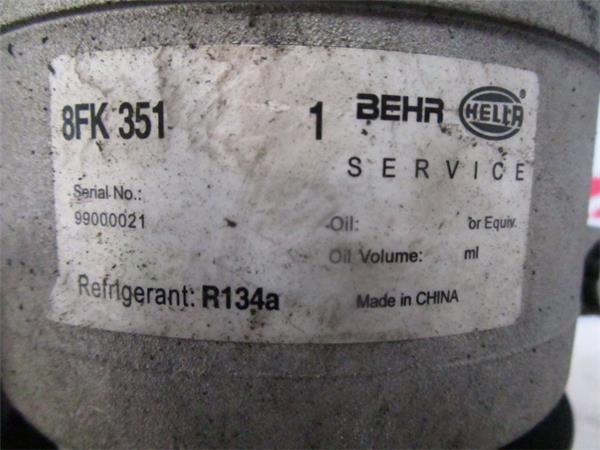 8FK 351 1 BEHR HELLA
SERVICE
Serial No.:
99000021
Oil: or Equiv.
Oil Volume: ml
Refrigerant: R134a
Made in CHINA